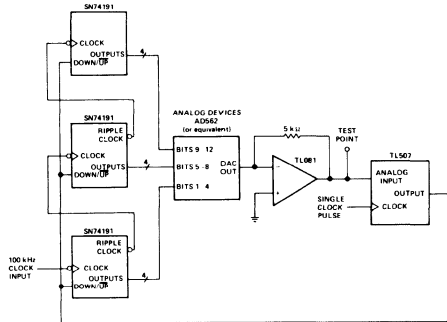 SN74191
CLOCK
OUTPUTS
4
DOWN/UP
SN74191
RIPPLE
CLOCK
CLOCK
OUTPUTS
4
DOWN/UP
SN74191
RIPPLE
CLOCK
CLOCK
OUTPUTS
4
DOWN/UP
100 kHz
CLOCK
INPUT
ANALOG DEVICES
AD562
(or equivalent)
BITS 9 12
BITS 5 -8
BITS 1 4
DAC
OUT
5 kΩ
TL081
-
+
TEST
POINT
TL507
ANALOG
INPUT
OUTPUT
CLOCK
SINGLE
CLOCK
PULSE